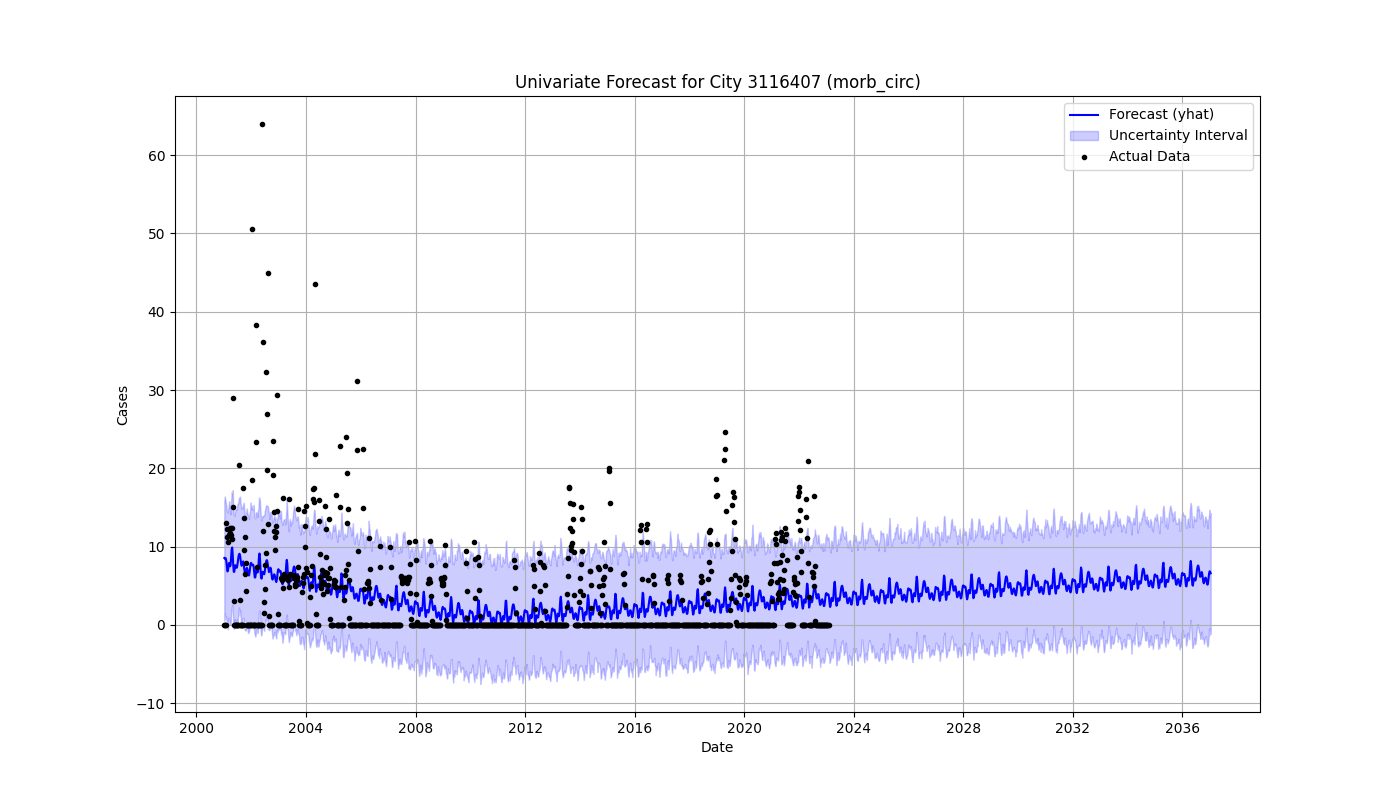 Univariate Forecast for City 3116407 (morb_circ)
Forecast (yhat)
Uncertainty Interval
Actual Data
60
50
40
30
20
10
0
−10
Cases
2000 2004 2008 2012 2016 2020 2024 2028 2032 2036
Date